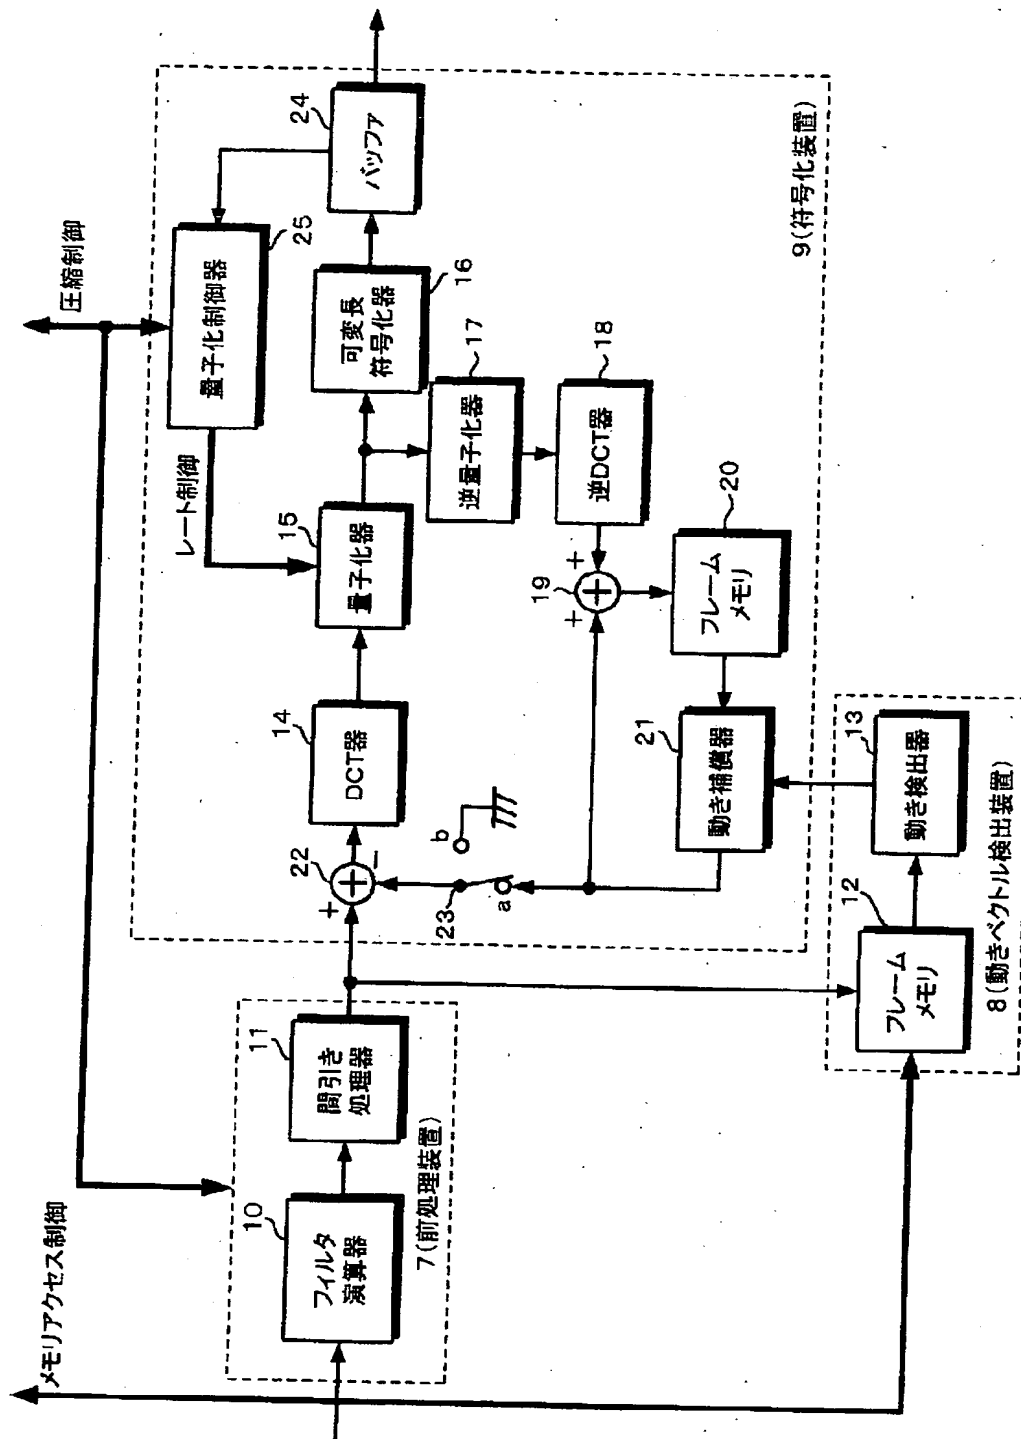 メモリアクセス制御
圧縮制御
10
フィルタ
演算器
11
間引き
処理器
7(前処理装置)
22
+
−
14
DCT器
15
量子化器
レート制御
25
量子化制御器
24
バッファ
可変長
符号化器
16
逆量子化器
17
逆DCT器
18
19
+
+
20
フレーム
メモリ
21
動き補償器
23
a
b
9(符号化装置)
12
フレーム
メモリ
13
動き検出器
8(動きベクトル検出装置)